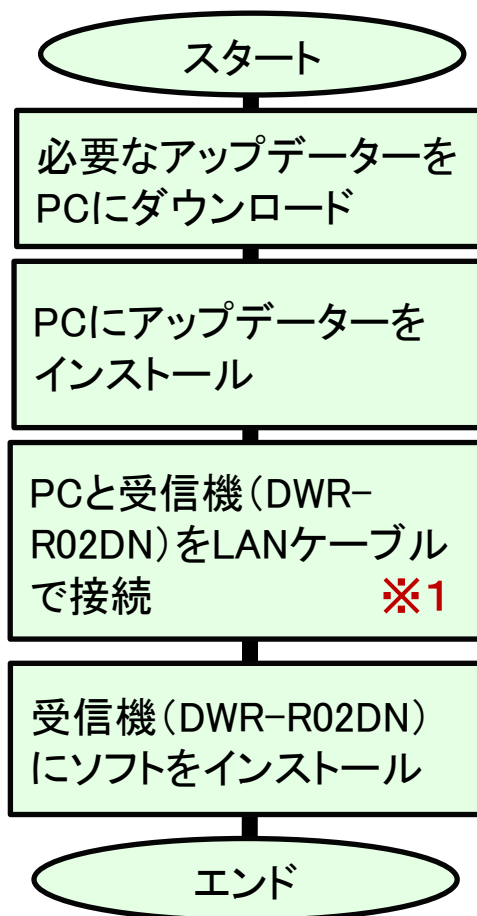 スタート
必要なアップデーターを
PCにダウンロード
PCにアップデーターを
インストール
PCと受信機(DWR-
R02DN)をLANケーブル
で接続 ※1
受信機(DWR-R02DN)
にソフトをインストール
エンド